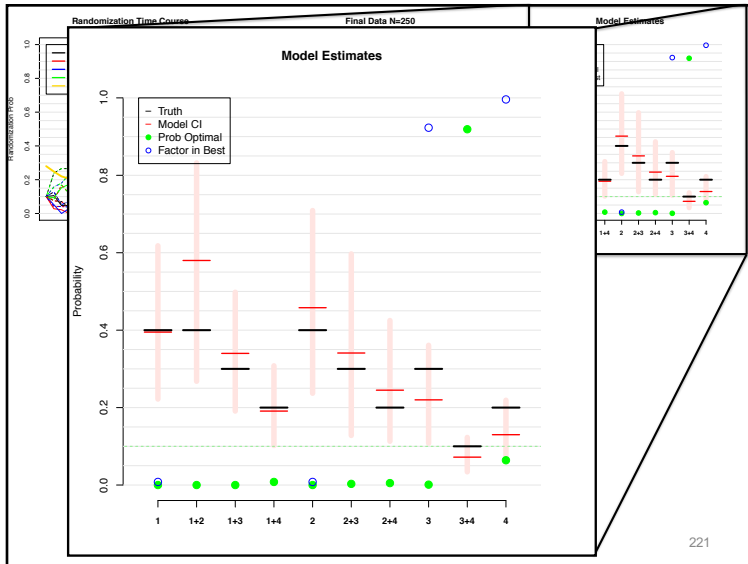 Randomization Time Course
Final Data N=250
Model Estimates
Randomization Prob
0.0 0.2 0.4 0.6 0.8 1.0
Model Estimates
Probability
0.0 0.2 0.4 0.6 0.8 1.0
Truth
Model CI
Prob Optimal
Factor in Best
1 1+2 1+3 1+4 2 2+3 2+4 3 3+4 4
1+4 2 2+3 2+4 3 3+4 4
221